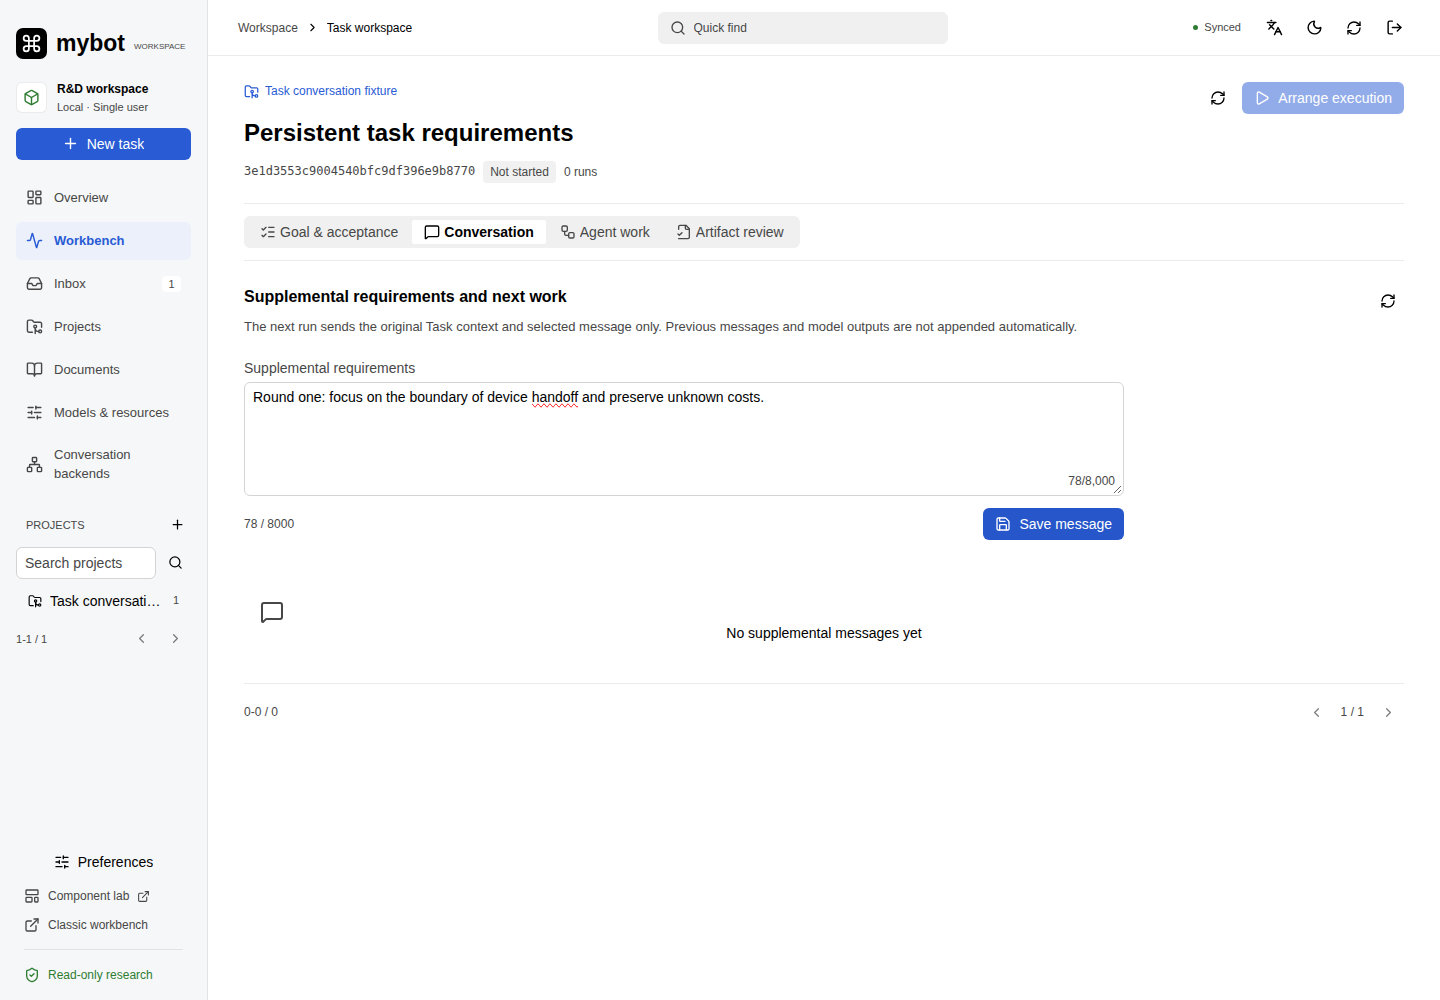 mybot WORKSPACE
R&D workspace
Local · Single user
New task
Overview
Workbench
Inbox 1
Projects
Documents
Models & resources
Conversation
backends
PROJECTS
Search projects
Task conversati… 1
1-1 / 1
Preferences
Component lab
Classic workbench
Read-only research
Workspace Task workspace
Quick find
Synced
Task conversation fixture
Arrange execution
Persistent task requirements
3e1d3553c9004540bfc9df396e9b8770 Not started 0 runs
Goal & acceptance Conversation Agent work Artifact review
Supplemental requirements and next work
The next run sends the original Task context and selected message only. Previous messages and model outputs are not appended automatically.
Supplemental requirements
Round one: focus on the boundary of device handoff and preserve unknown costs.
78/8,000
78 / 8000
Save message
No supplemental messages yet
0-0 / 0
1 / 1